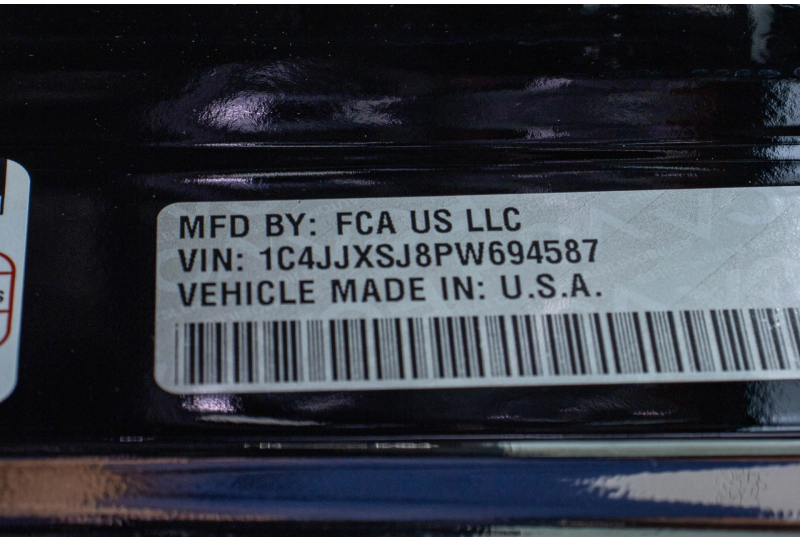 MFD BY: FCA US LLC
VIN: 1C4JJXSJ8PW694587
VEHICLE MADE IN: U.S.A.